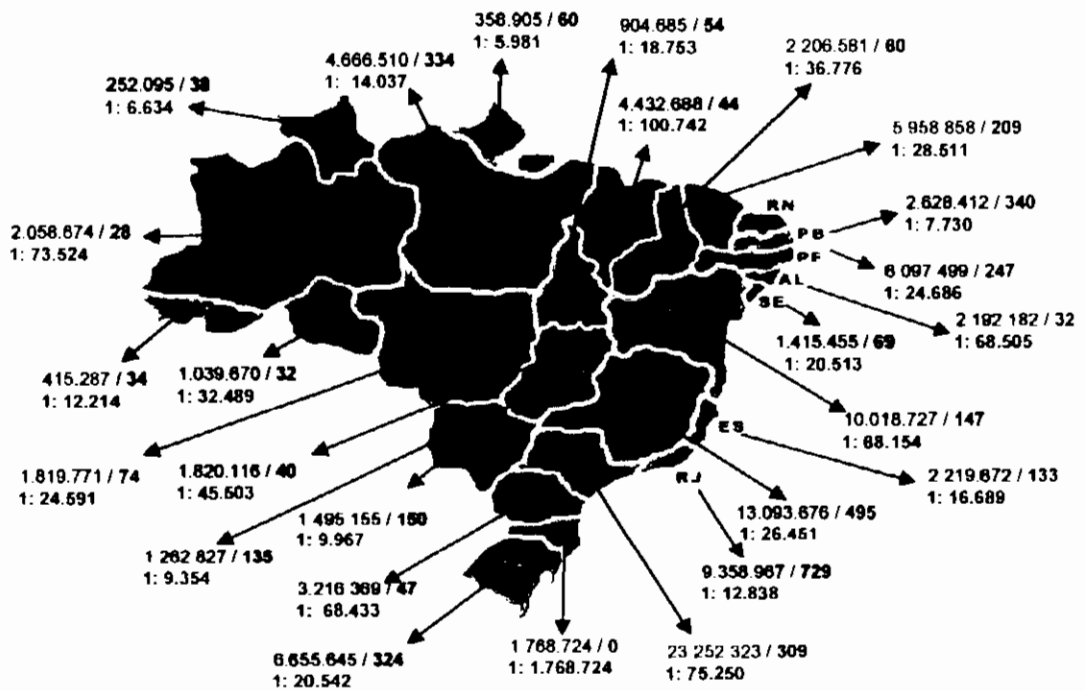 358.905 / 60
1: 5.981
904.685 / 54
1: 18.753
2 206.581 / 60
1: 36.776
4.666.510 / 334
1: 14.037
252.095 / 38
1: 6.634
4.432.688 / 44
1: 100.742
5 958 858 / 209
1: 28.511
RN
2.628.412 / 340
1: 7.730
PB
PE
2.058.674 / 28
1: 73.524
6 097 499 / 247
1: 24.686
AL
SE
2 192 182 / 32
1: 68.505
1.415.455 / 69
1: 20.513
415.287 / 34
1: 12.214
1.039.670 / 32
1: 32.489
10.018.727 / 147
1: 68.154
ES
1.819.771 / 74
1: 24.591
1.820.116 / 40
1: 45.503
RJ
2 219.672 / 133
1: 16.689
1 495 155 / 150
1: 9.967
13.093.676 / 495
1: 26.451
1 262 827 / 135
1: 9.354
3.216 369 / 47
1: 68.433
9.358.967 / 729
1: 12.838
6.655.645 / 324
1: 20.542
1 768.724 / 0
1: 1.768.724
23 252 323 / 309
1: 75.250